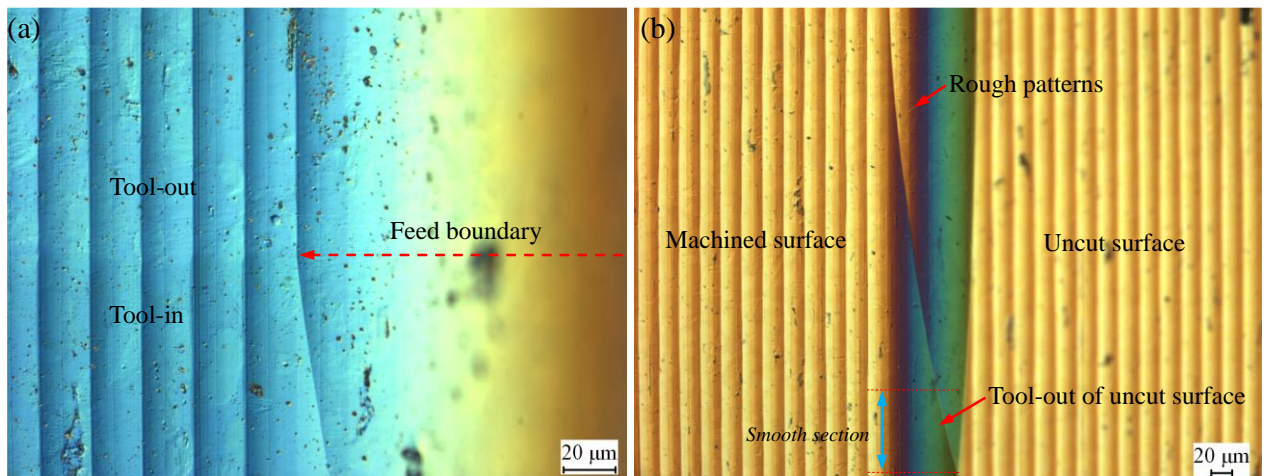 (a)
Tool-out
Feed boundary
Tool-in
20 μm
(b)
Rough patterns
Machined surface
Uncut surface
Tool-out of uncut surface
Smooth section
20 μm